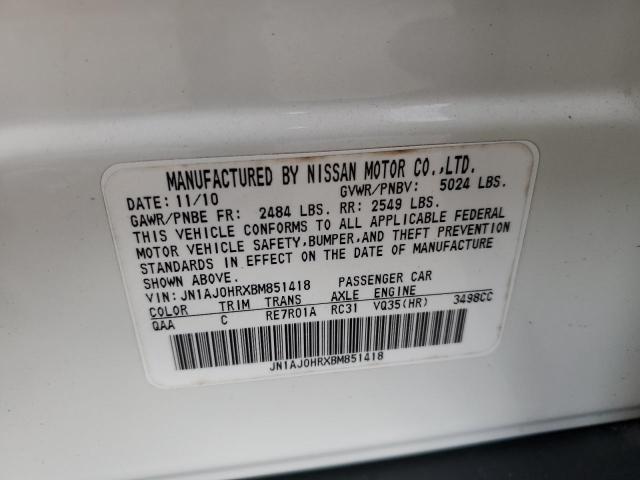 MANUFACTURED BY NISSAN MOTOR CO.,LTD.
DATE: 11/10 GVWR/PNBV: 5024 LBS.
GAWR/PNBE FR: 2484 LBS. RR: 2549 LBS.
THIS VEHICLE CONFORMS TO ALL APPLICABLE FEDERAL
MOTOR VEHICLE SAFETY,BUMPER,AND THEFT PREVENTION
STANDARDS IN EFFECT ON THE DATE OF MANUFACTURE
SHOWN ABOVE.
VIN: JN1AJ0HRXBM851418 PASSENGER CAR
COLOR TRIM TRANS AXLE ENGINE
QAA C RE7R01A RC31 VQ35(HR) 3498CC
JN1AJ0HRXBM851418